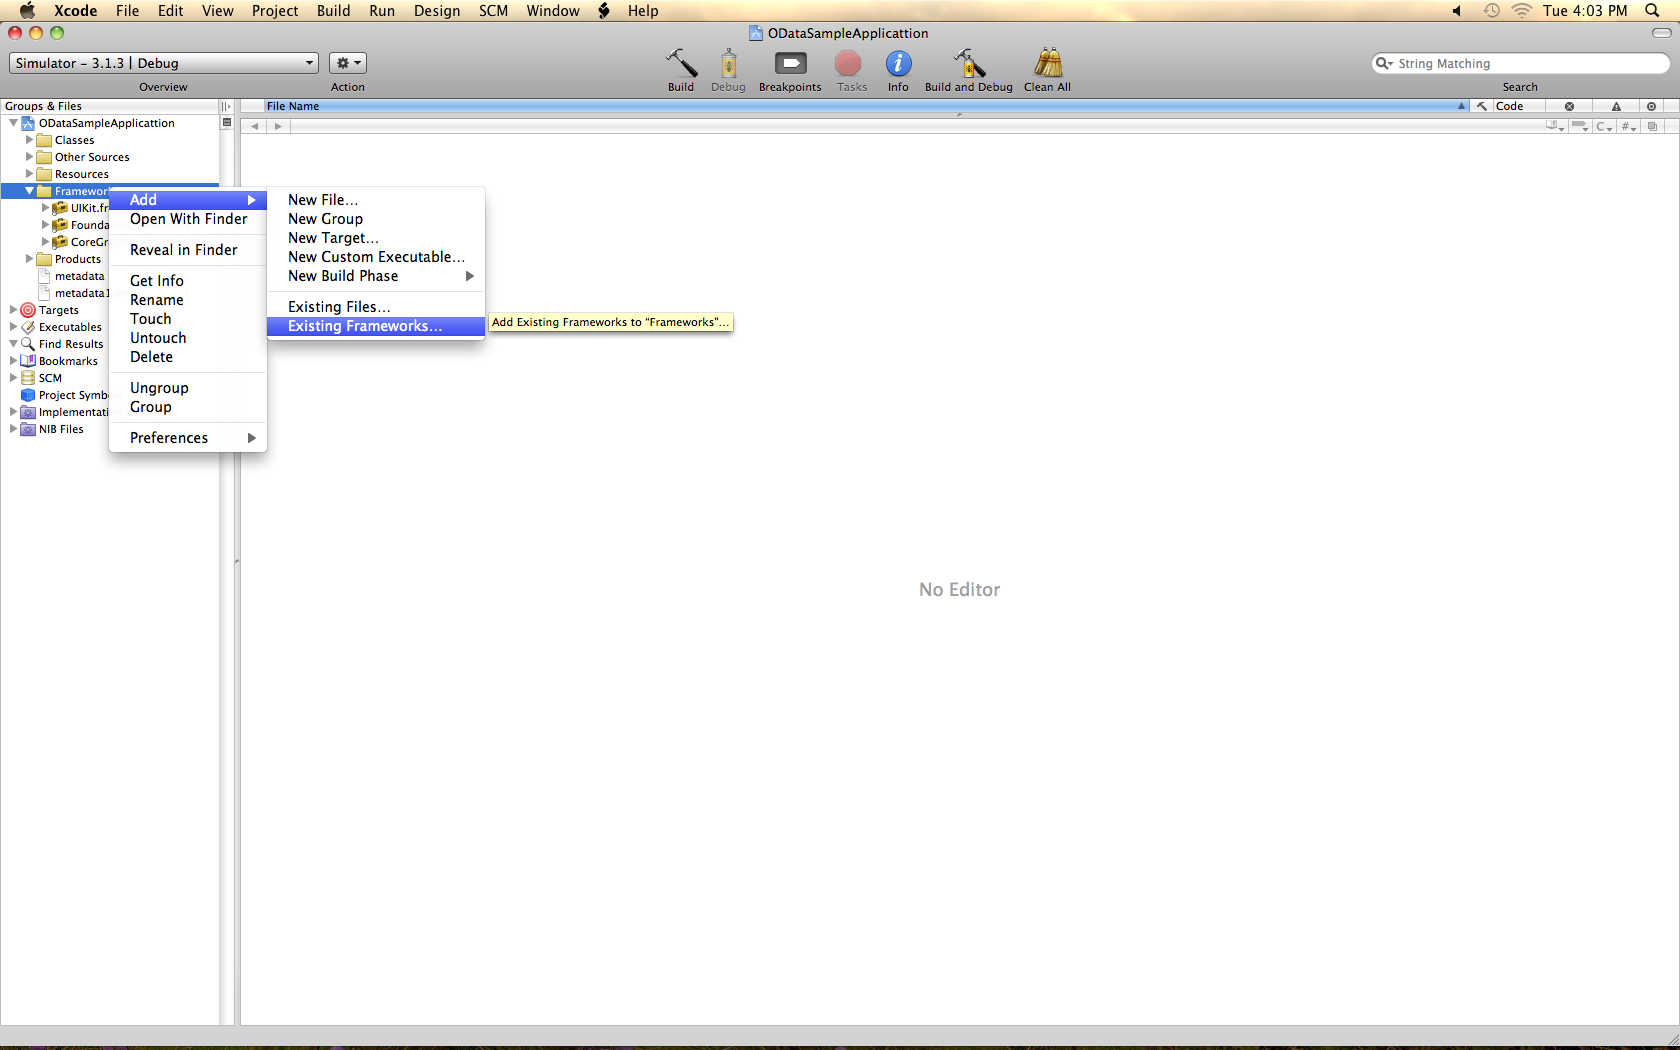 Xcode File Edit View Project Build Run Design SCM Window Help Tue 4:03 PM
ODataSampleApplicattion
Simulator – 3.1.3 | Debug
String Matching
Overview Action Build Debug Breakpoints Tasks Info Build and Debug Clean All Search
Groups & Files File Name Code
ODataSampleApplicattion
Classes
Other Sources
Resources
Frameworks
UIKit.fr
Founda
CoreGr
Products
metadata
metadata1
Targets
Executables
Find Results
Bookmarks
SCM
Project Symb
Implementati
NIB Files
Add
Open With Finder
Reveal in Finder
Get Info
Rename
Touch
Untouch
Delete
Ungroup
Group
Preferences
New File...
New Group
New Target...
New Custom Executable...
New Build Phase
Existing Files...
Existing Frameworks...
Add Existing Frameworks to “Frameworks”...
No Editor